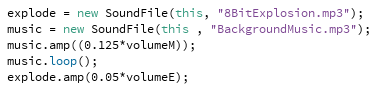 explode = new SoundFile(this, "8BitExplosion.mp3");
music = new SoundFile(this , "BackgroundMusic.mp3");
music.amp((0.125*volumeM));
music.loop();
explode.amp(0.05*volumeE);